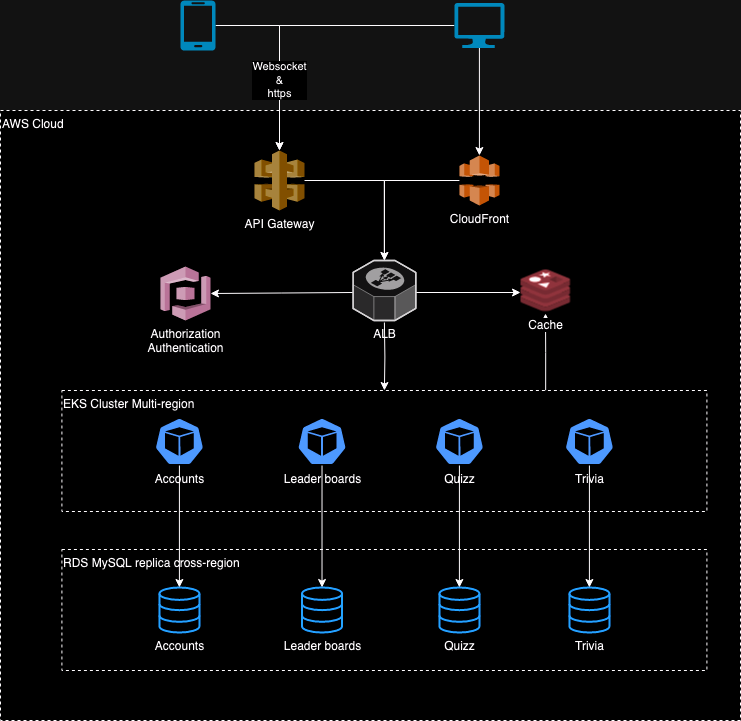 Websocket
&
https
AWS Cloud
API Gateway
CloudFront
Authorization
Authentication
ALB
Cache
EKS Cluster Multi-region
Accounts
Leader boards
Quizz
Trivia
RDS MySQL replica cross-region
Accounts
Leader boards
Quizz
Trivia